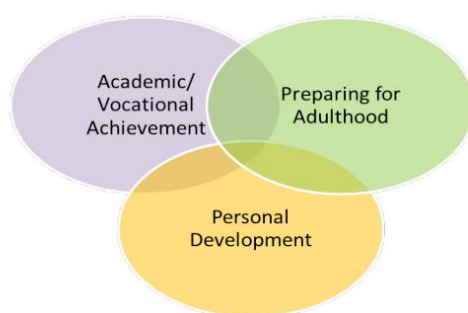 Academic/
Vocational
Achievement
Preparing for
Adulthood
Personal
Development